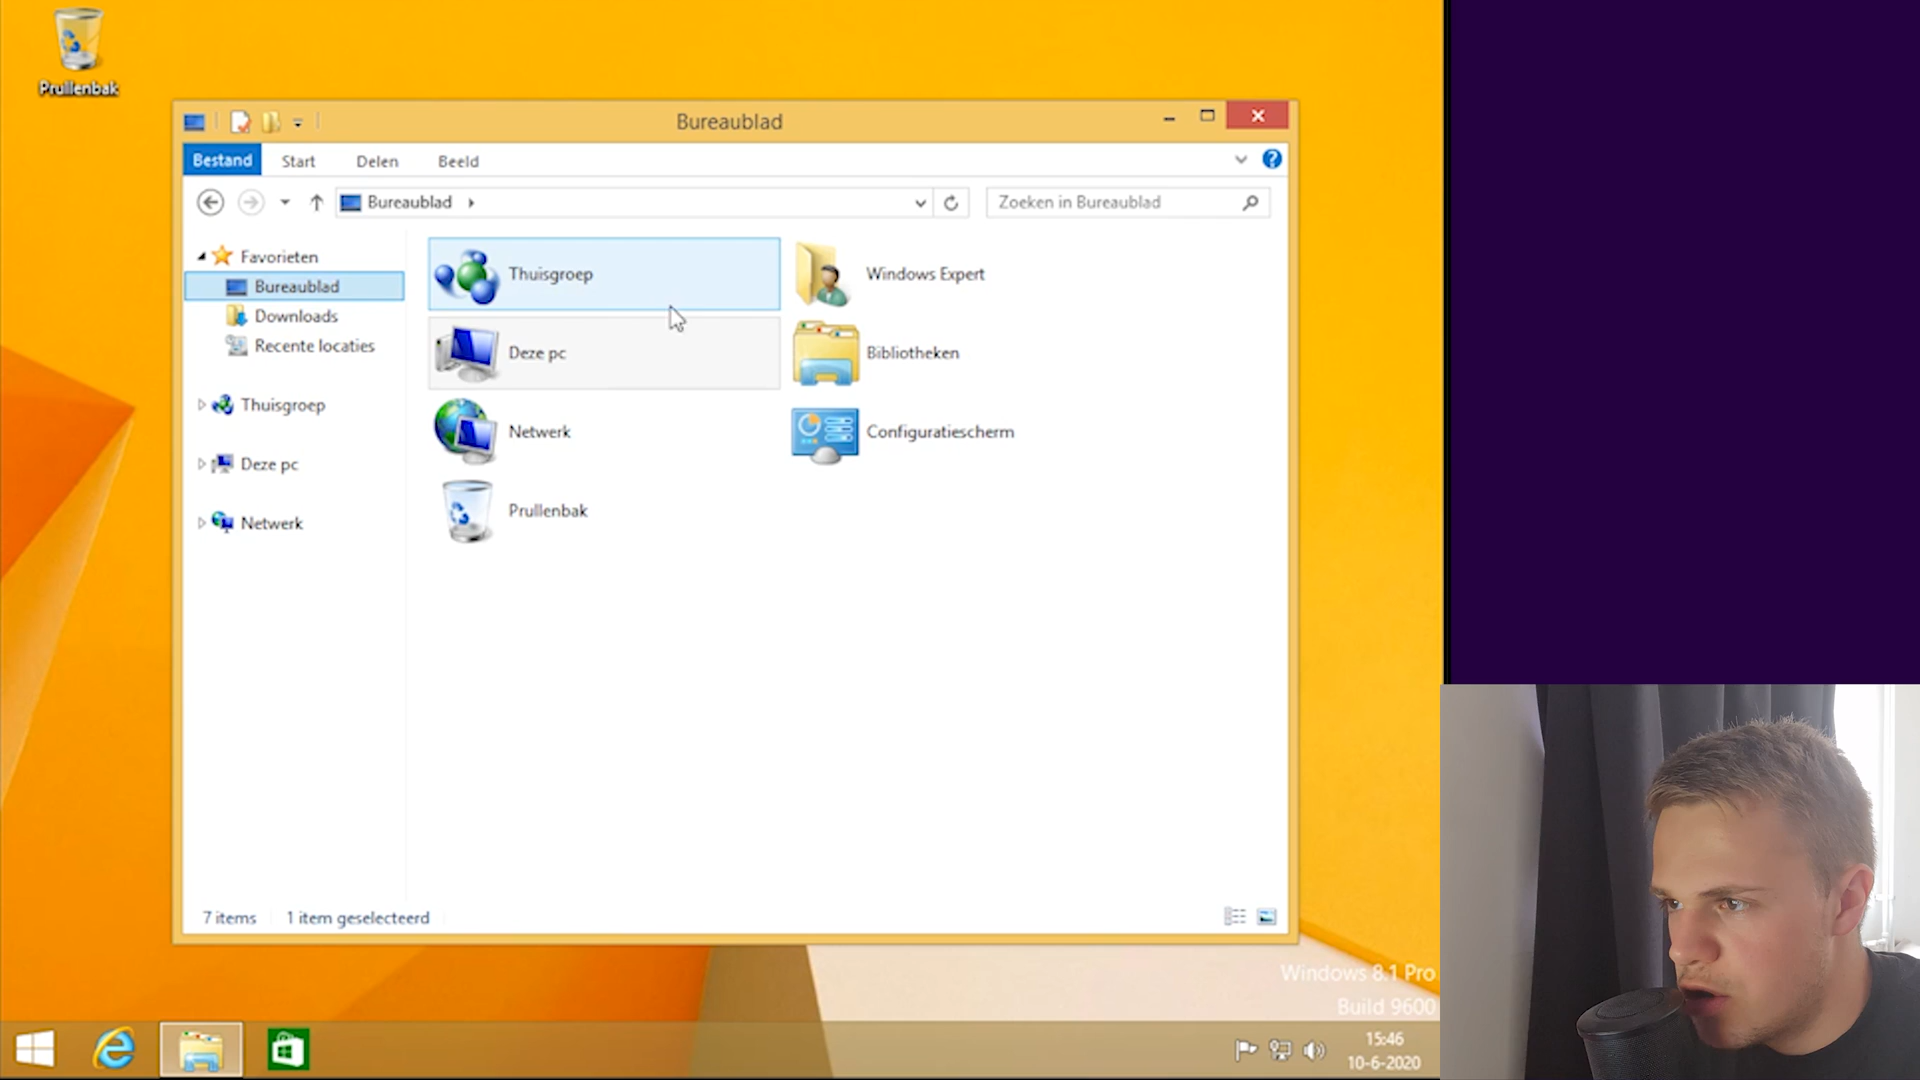 Prullenbak
Bureaublad
Bestand Start Delen Beeld
Bureaublad
Zoeken in Bureaublad
Favorieten
Bureaublad
Downloads
Recente locaties
Thuisgroep
Deze pc
Netwerk
Thuisgroep
Windows Expert
Deze pc
Bibliotheken
Netwerk
Configuratiescherm
Prullenbak
7 items
1 item geselecteerd
Windows 8.1 Pro
Build 9600
15:46
10-6-2020